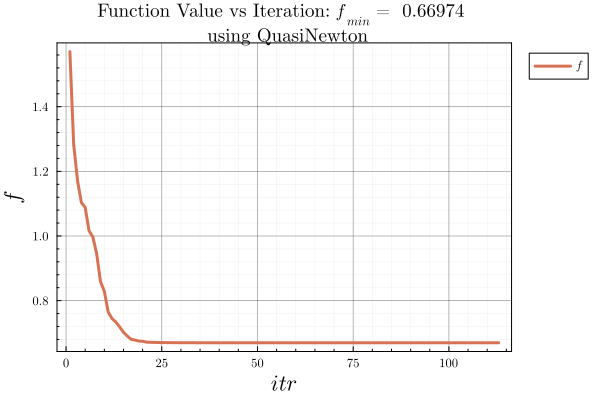 Function Value vs Iteration: f_min = 0.66974
using QuasiNewton
f
1.4
1.2
1.0
0.8
f
0 25 50 75 100
itr